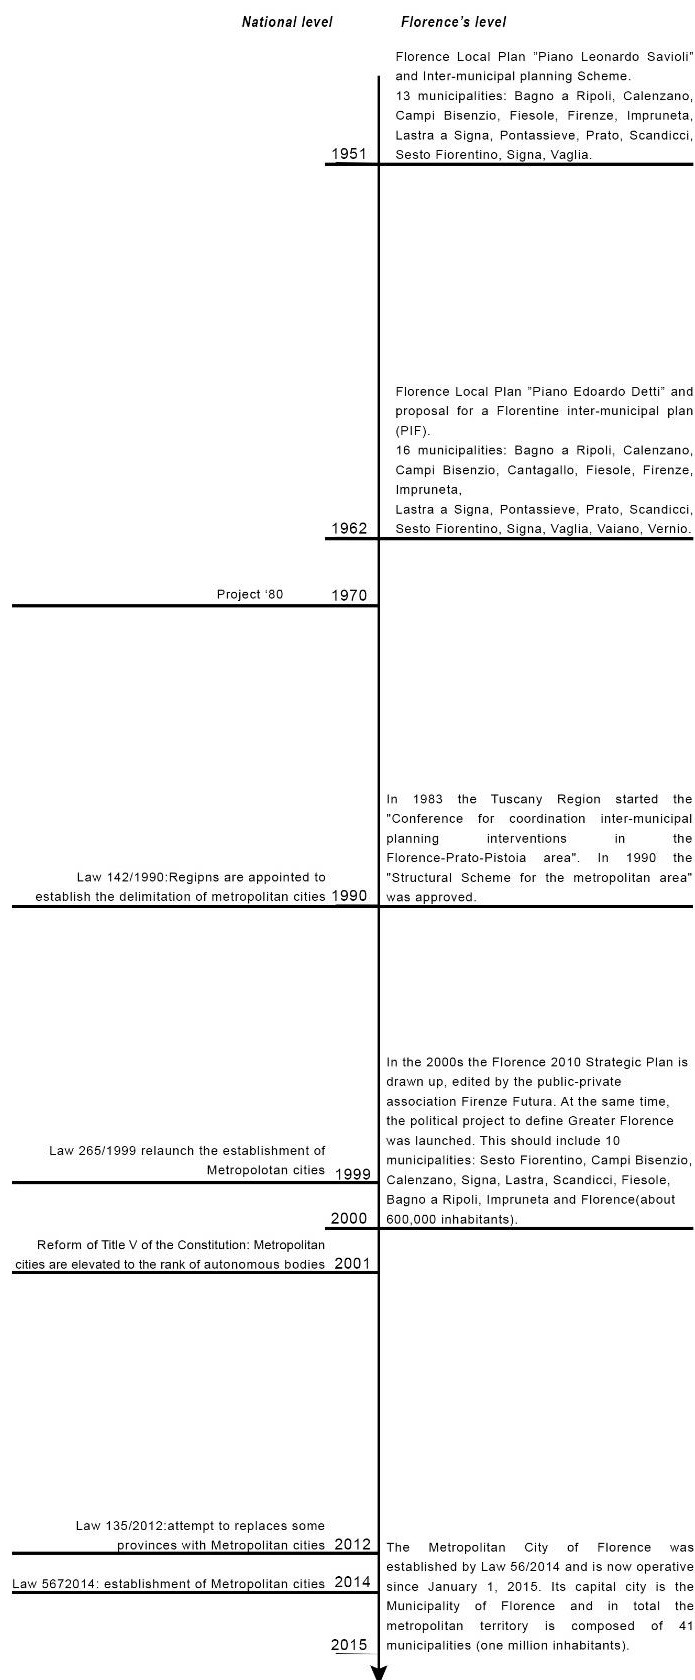 National level
Florence's level
Florence Local Plan "Piano Leonardo Savioli"
and Inter-municipal planning Scheme.
13 municipalities: Bagno a Ripoli, Calenzano,
Campi Bisenzio, Fiesole, Firenze, Impruneta,
Lastra a Signa, Pontassieve, Prato, Scandicci,
Sesto Fiorentino, Signa, Vaglia.
1951
Florence Local Plan "Piano Edoardo Detti" and
proposal for a Florentine inter-municipal plan
(PIF).
16 municipalities: Bagno a Ripoli, Calenzano,
Campi Bisenzio, Cantagallo, Fiesole, Firenze,
Impruneta,
Lastra a Signa, Pontassieve, Prato, Scandicci,
Sesto Fiorentino, Signa, Vaglia, Vaiano, Vernio.
1962
Project ‘80
1970
In 1983 the Tuscany Region started the
"Conference for coordination inter-municipal
planning interventions in the
Florence-Prato-Pistoia area". In 1990 the
"Structural Scheme for the metropolitan area"
was approved.
Law 142/1990:Regipns are appointed to
establish the delimitation of metropolitan cities
1990
In the 2000s the Florence 2010 Strategic Plan is
drawn up, edited by the public-private
association Firenze Futura. At the same time,
the political project to define Greater Florence
was launched. This should include 10
municipalities: Sesto Fiorentino, Campi Bisenzio,
Calenzano, Signa, Lastra, Scandicci, Fiesole,
Bagno a Ripoli, Impruneta and Florence(about
600,000 inhabitants).
Law 265/1999 relaunch the establishment of
Metropolotan cities
1999
2000
Reform of Title V of the Constitution: Metropolitan
cities are elevated to the rank of autonomous bodies
2001
Law 135/2012:attempt to replaces some
provinces with Metropolitan cities
2012
Law 5672014: establishment of Metropolitan cities
2014
The Metropolitan City of Florence was
established by Law 56/2014 and is now operative
since January 1, 2015. Its capital city is the
Municipality of Florence and in total the
metropolitan territory is composed of 41
municipalities (one million inhabitants).
2015